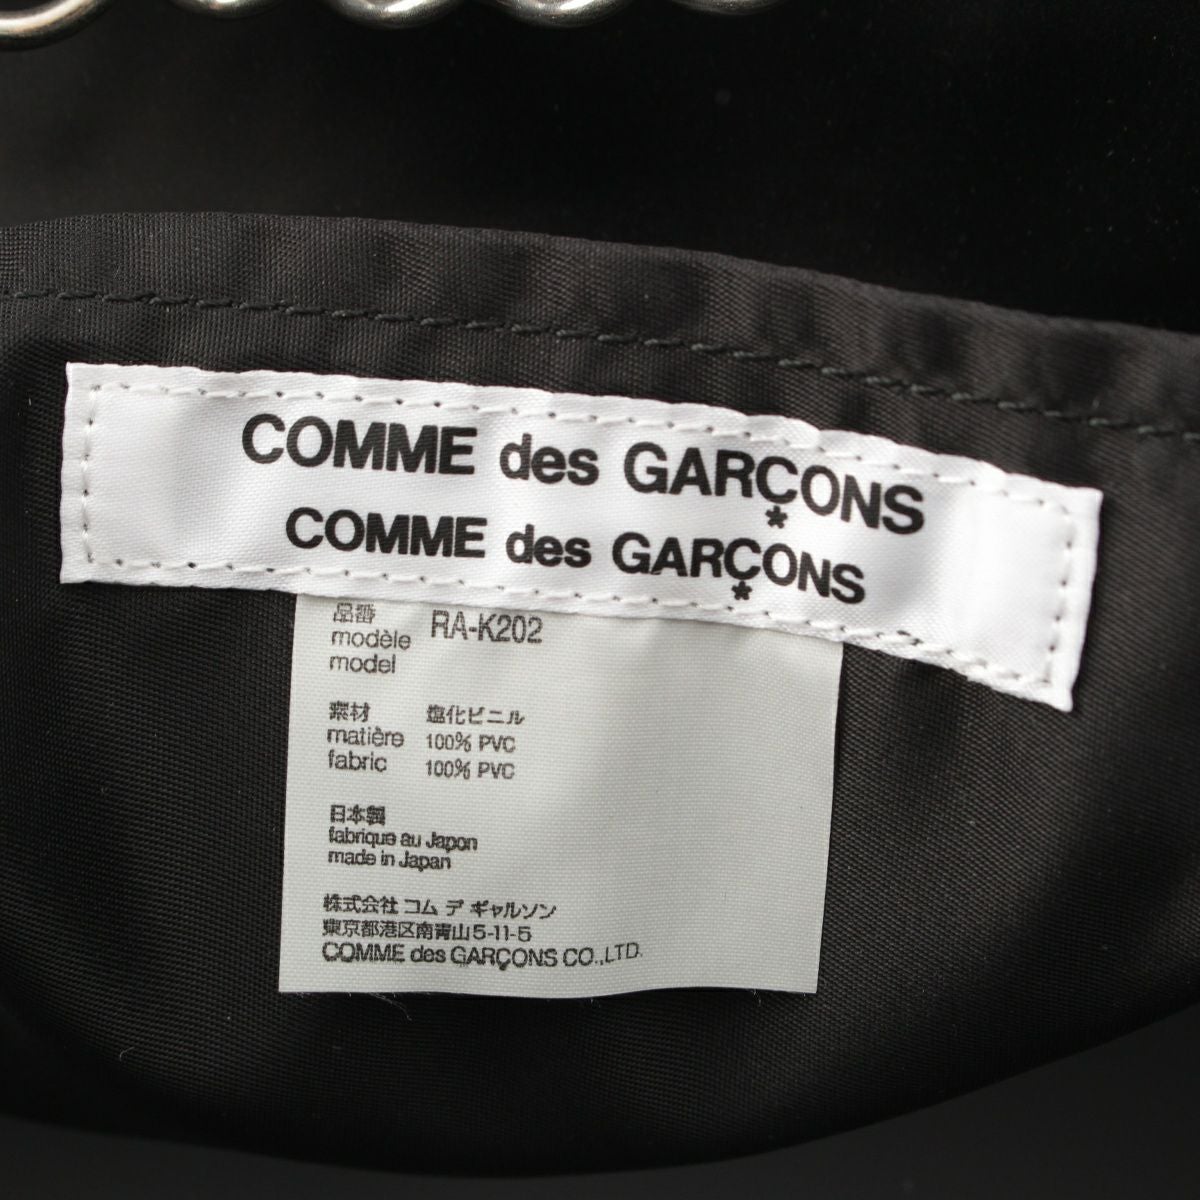 COMME des GARÇONS
COMME des GARÇONS
品番
modèle RA-K202
model
素材 塩化ビニル
matière 100% PVC
fabric 100% PVC
日本製
fabrique au Japon
made in Japan
株式会社 コム デ ギャルソン
東京都港区南青山5-11-5
COMME des GARÇONS CO.,LTD.